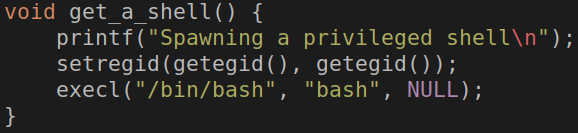 void get_a_shell() {
    printf("Spawning a privileged shell\n");
    setregid(getegid(), getegid());
    execl("/bin/bash", "bash", NULL);
}